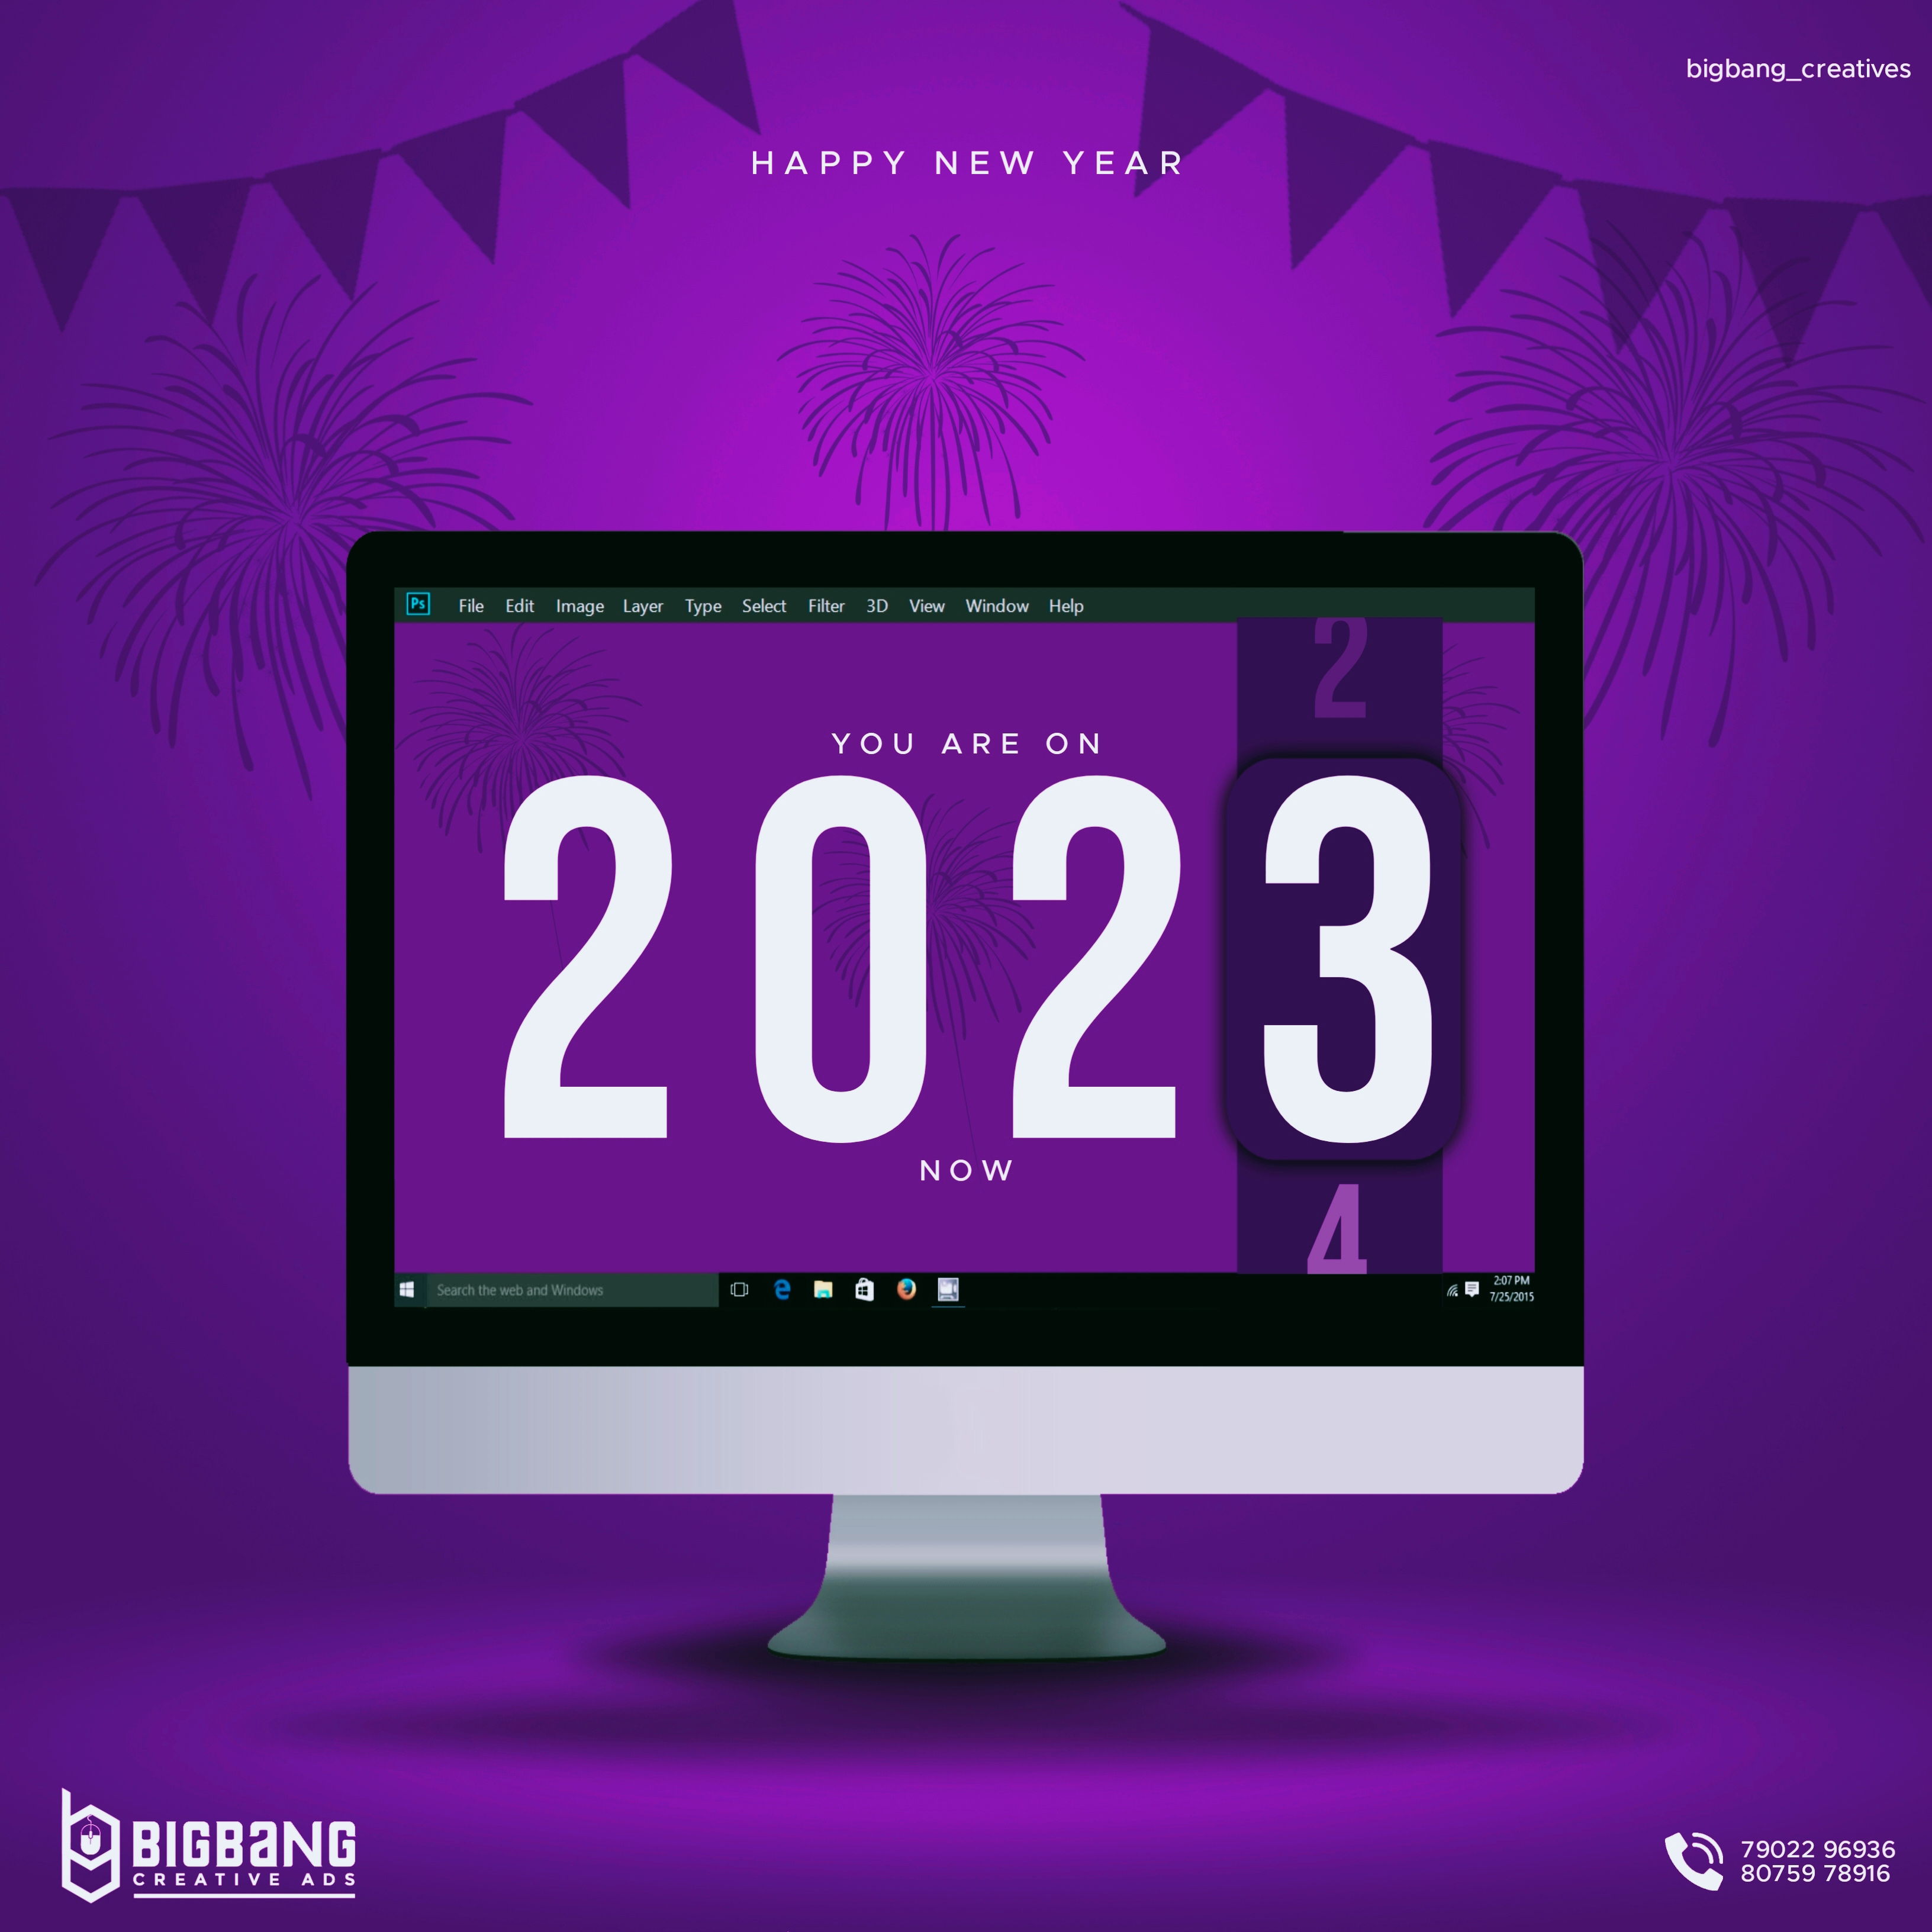 bigbang_creatives
HAPPY NEW YEAR
Ps File Edit Image Layer Type Select Filter 3D View Window Help
2
YOU ARE ON
2023
NOW
4
Search the web and Windows
2:07 PM
7/25/2015
BIGBANG
CREATIVE ADS
79022 96936
80759 78916